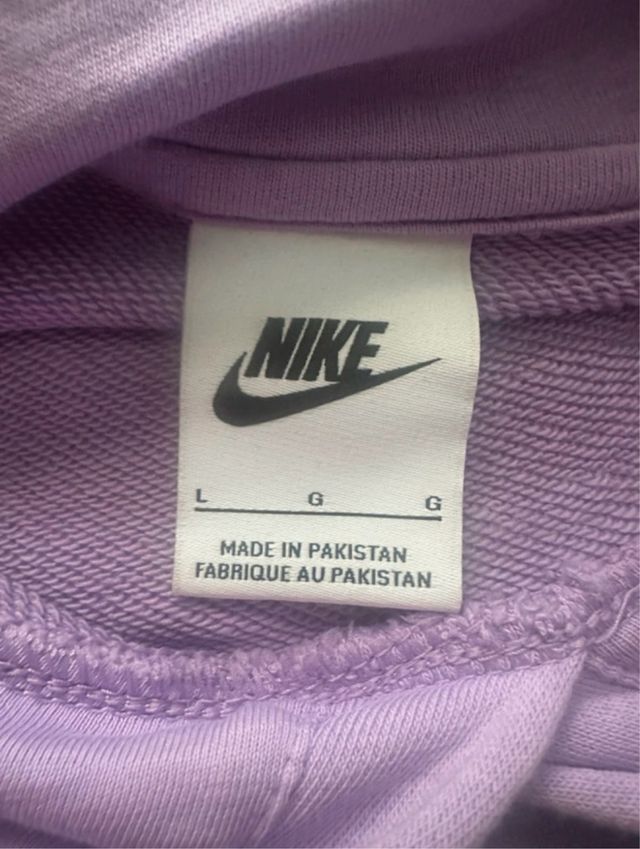 NIKE
L G G
MADE IN PAKISTAN
FABRIQUE AU PAKISTAN